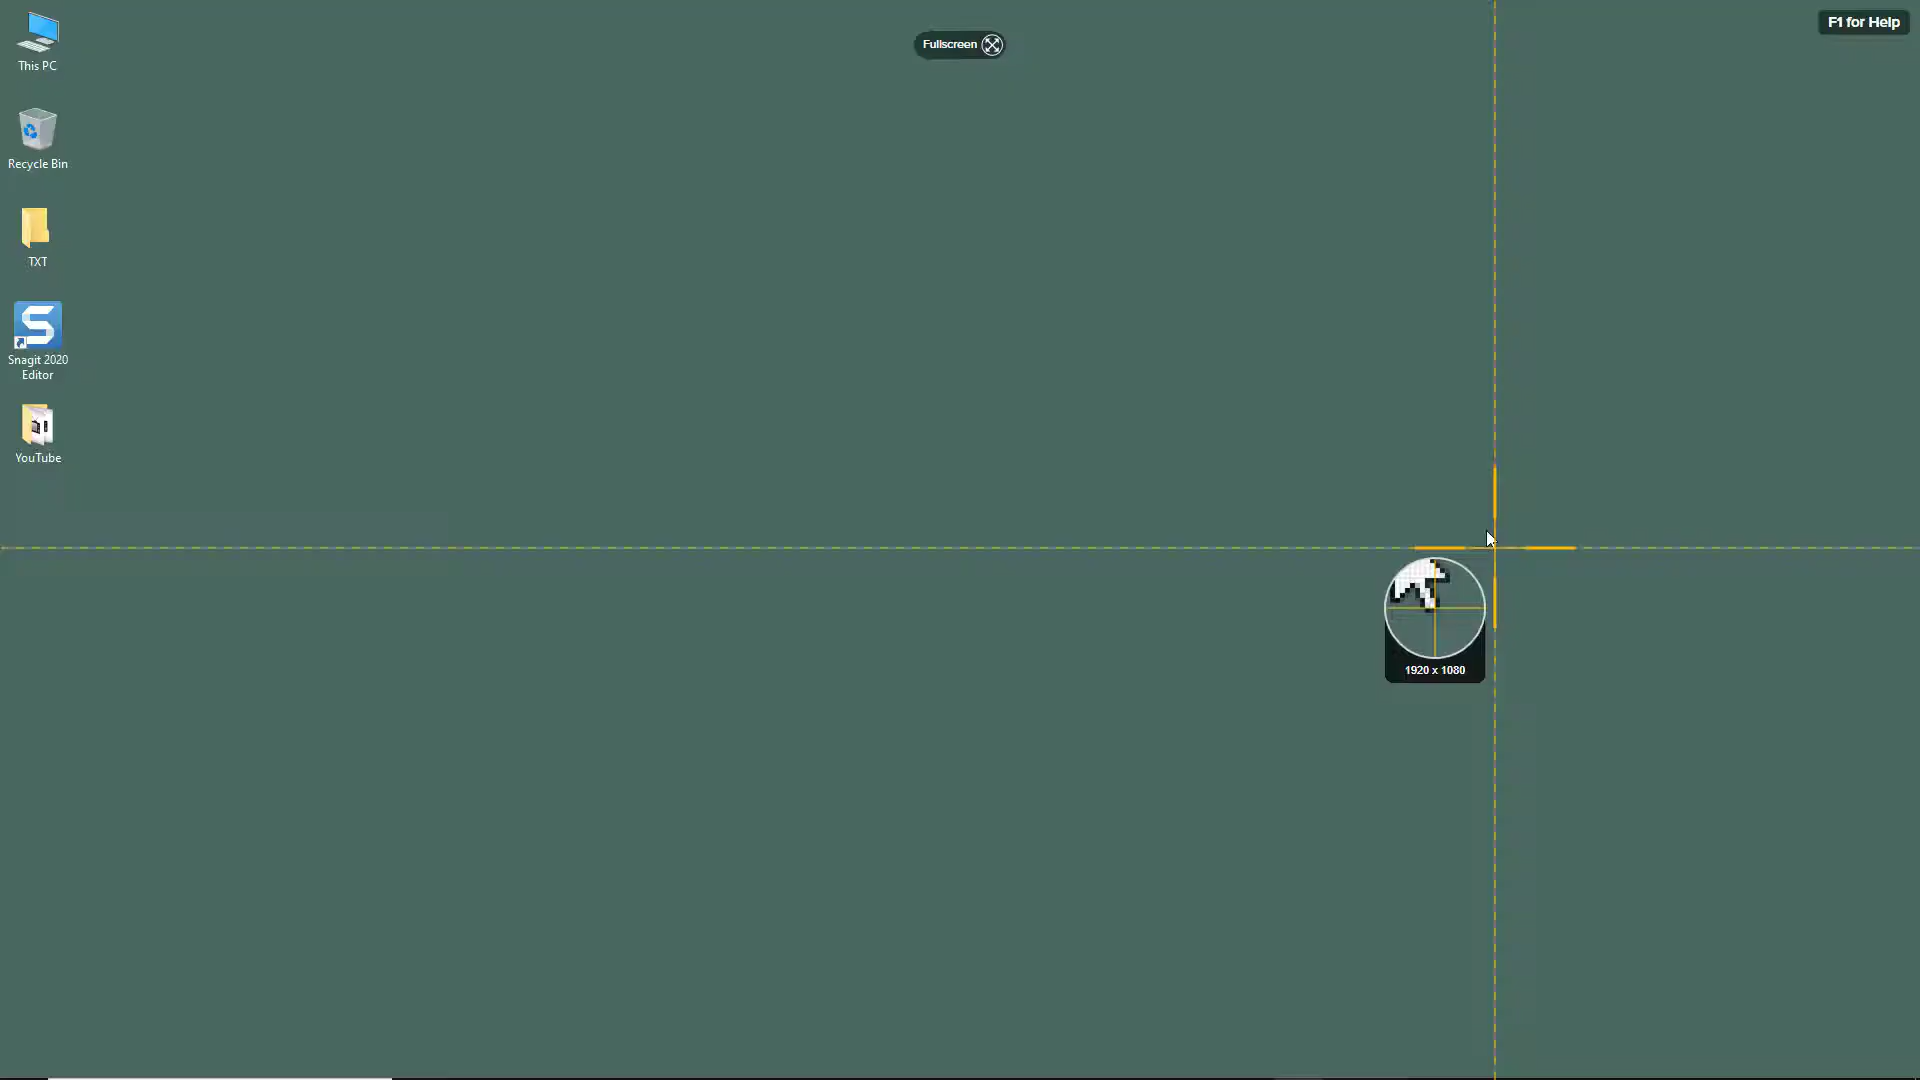 This PC
Recycle Bin
TXT
Snagit 2020
Editor
YouTube
Fullscreen
F1 for Help
1920 x 1080